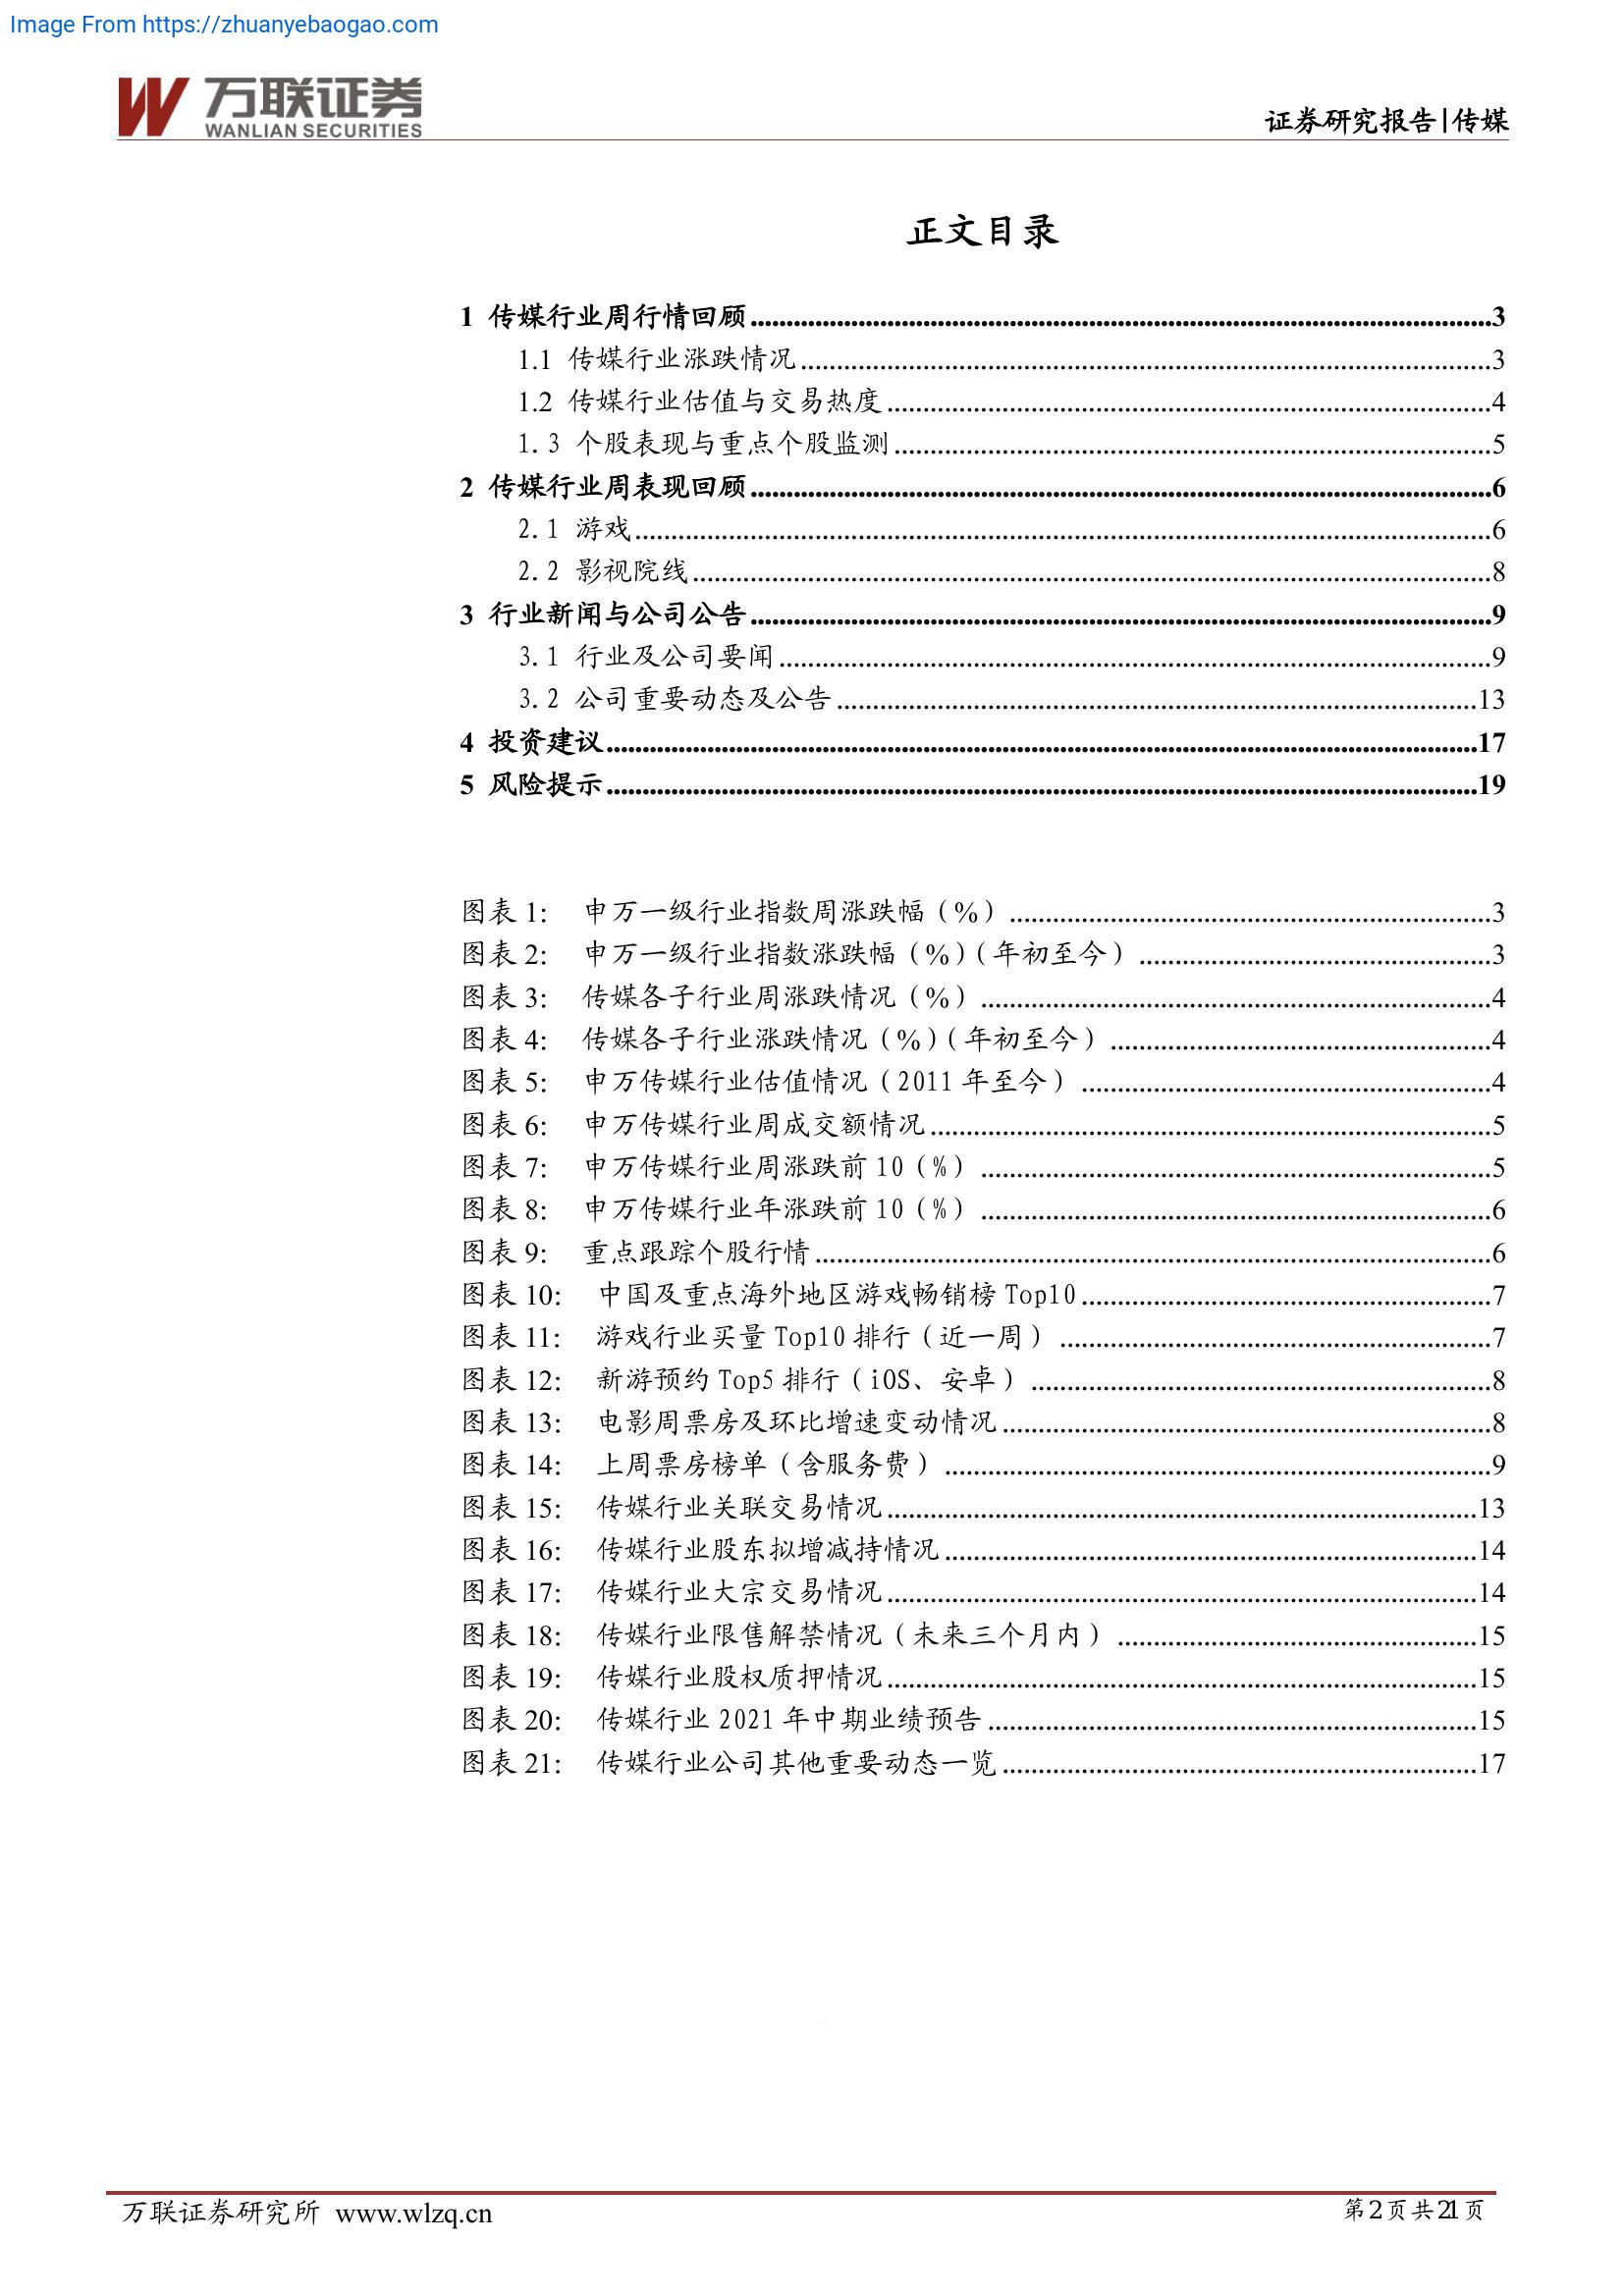 Image From https://zhuanyebaogao.com
万联证券
WANLIAN SECURITIES
证券研究报告|传媒
正文目录
1 传媒行业周行情回顾...3
1.1 传媒行业涨跌情况...3
1.2 传媒行业估值与交易热度...4
1.3 个股表现与重点个股监测...5
2 传媒行业周表现回顾...6
2.1 游戏...6
2.2 影视院线...8
3 行业新闻与公司公告...9
3.1 行业及公司要闻...9
3.2 公司重要动态及公告...13
4 投资建议...17
5 风险提示...19
图表 1: 申万一级行业指数周涨跌幅（%）...3
图表 2: 申万一级行业指数涨跌幅（%）（年初至今）...3
图表 3: 传媒各子行业周涨跌情况（%）...4
图表 4: 传媒各子行业涨跌情况（%）（年初至今）...4
图表 5: 申万传媒行业估值情况（2011 年至今）...4
图表 6: 申万传媒行业周成交额情况...5
图表 7: 申万传媒行业周涨跌前 10（%）...5
图表 8: 申万传媒行业年涨跌前 10（%）...6
图表 9: 重点跟踪个股行情...6
图表 10: 中国及重点海外地区游戏畅销榜 Top10...7
图表 11: 游戏行业买量 Top10 排行（近一周）...7
图表 12: 新游预约 Top5 排行（iOS、安卓）...8
图表 13: 电影周票房及环比增速变动情况...8
图表 14: 上周票房榜单（含服务费）...9
图表 15: 传媒行业关联交易情况...13
图表 16: 传媒行业股东拟增减持情况...14
图表 17: 传媒行业大宗交易情况...14
图表 18: 传媒行业限售解禁情况（未来三个月内）...15
图表 19: 传媒行业股权质押情况...15
图表 20: 传媒行业 2021 年中期业绩预告...15
图表 21: 传媒行业公司其他重要动态一览...17
万联证券研究所 www.wlzq.cn
第2页共21页